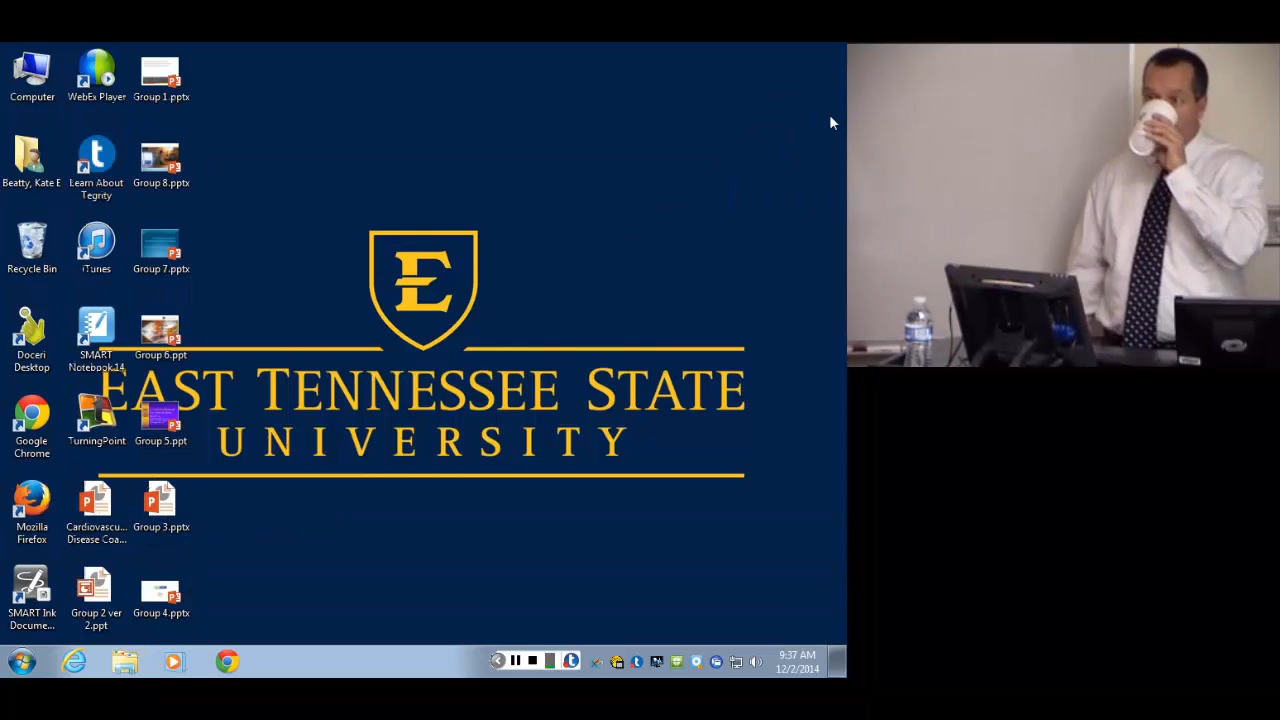 Computer
WebEx Player
Group 1.pptx
Beatty, Kate E
Learn About
Tegrity
Group 8.pptx
Recycle Bin
iTunes
Group 7.pptx
Doceri
Desktop
SMART
Notebook 14
Group 6.ppt
Google
Chrome
TurningPoint
Group 5.ppt
Mozilla
Firefox
Cardiovascu...
Disease Coa...
Group 3.pptx
SMART Ink
Docume...
Group 2 ver
2.ppt
Group 4.pptx
E
EAST TENNESSEE STATE
UNIVERSITY
9:37 AM
12/2/2014